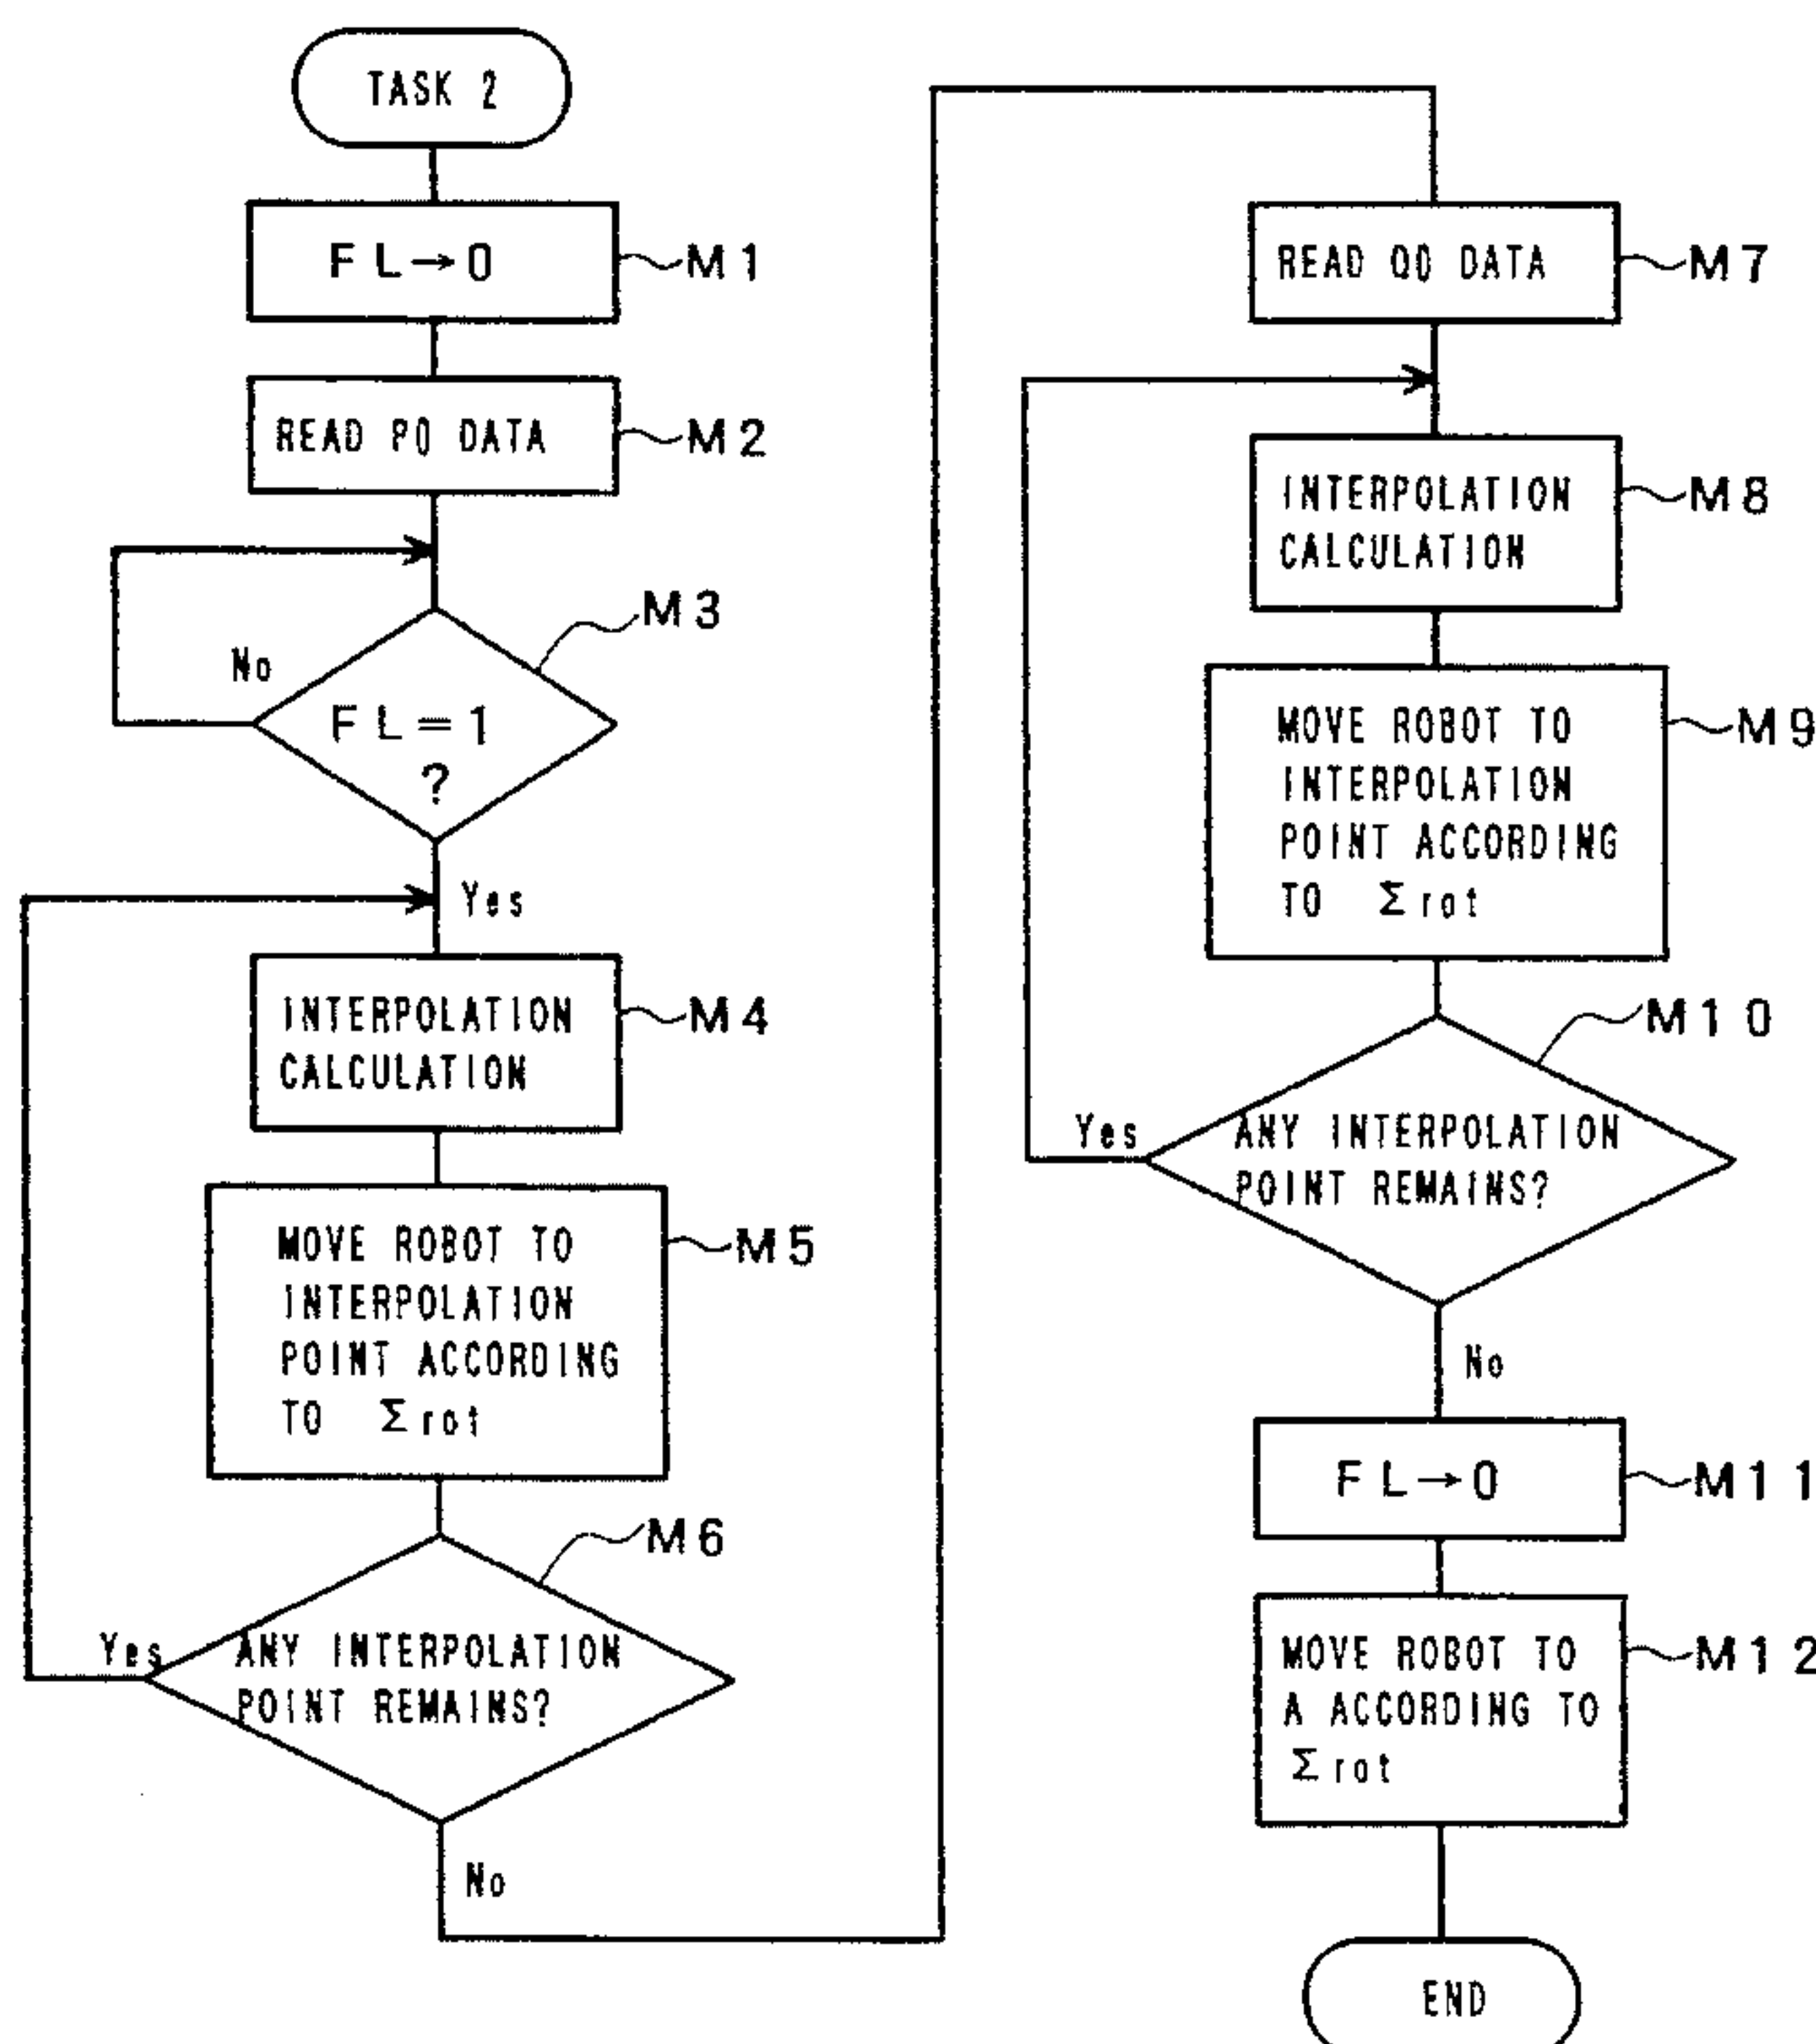 TASK 2
FL→0
M1
READ P0 DATA
M2
M3
No
FL=1
?
Yes
INTERPOLATION
CALCULATION
M4
MOVE ROBOT TO
INTERPOLATION
POINT ACCORDING
TO Σrot
M5
M6
Yes
ANY INTERPOLATION
POINT REMAINS?
No
READ Q0 DATA
M7
INTERPOLATION
CALCULATION
M8
MOVE ROBOT TO
INTERPOLATION
POINT ACCORDING
TO Σrot
M9
M10
Yes
ANY INTERPOLATION
POINT REMAINS?
No
FL→0
M11
MOVE ROBOT TO
A ACCORDING TO
Σrot
M12
END